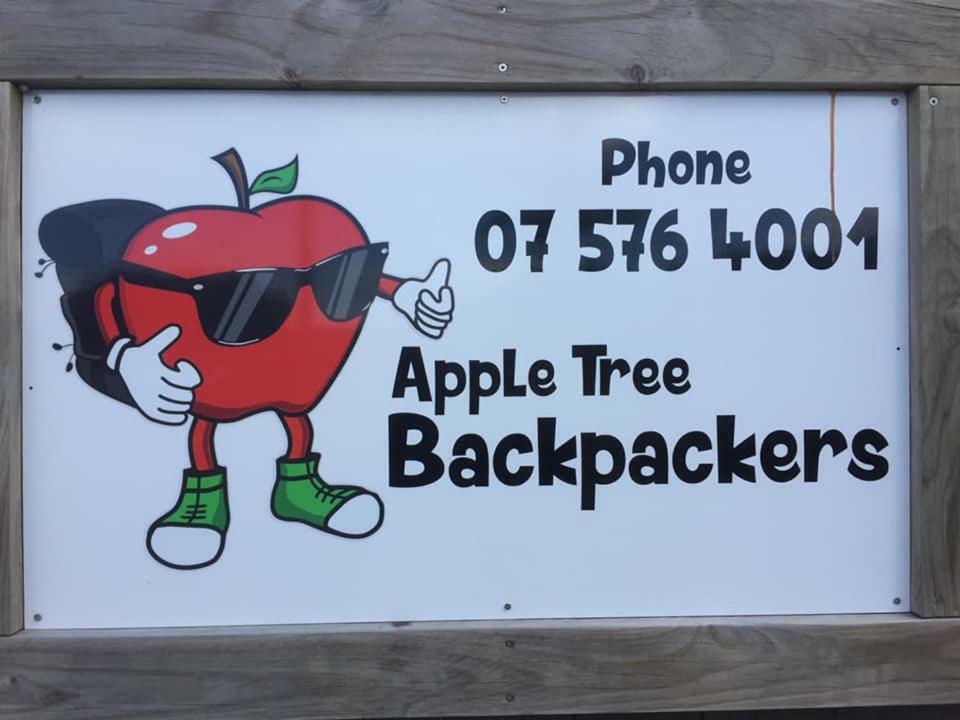 Phone
07 576 4001
Apple Tree
Backpackers